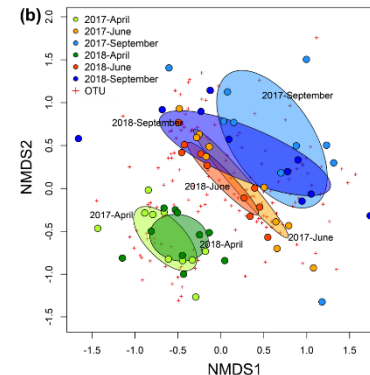 (b)
2017-April
2017-June
2017-September
2018-April
2018-June
2018-September
OTU
2017-September
2018-September
2018-June
2017-April
2018-April
2017-June
NMDS2
2.0
1.5
1.0
0.5
0.0
-0.5
-1.0
-1.5
-1.5
-1.0
-0.5
0.0
0.5
1.0
1.5
NMDS1